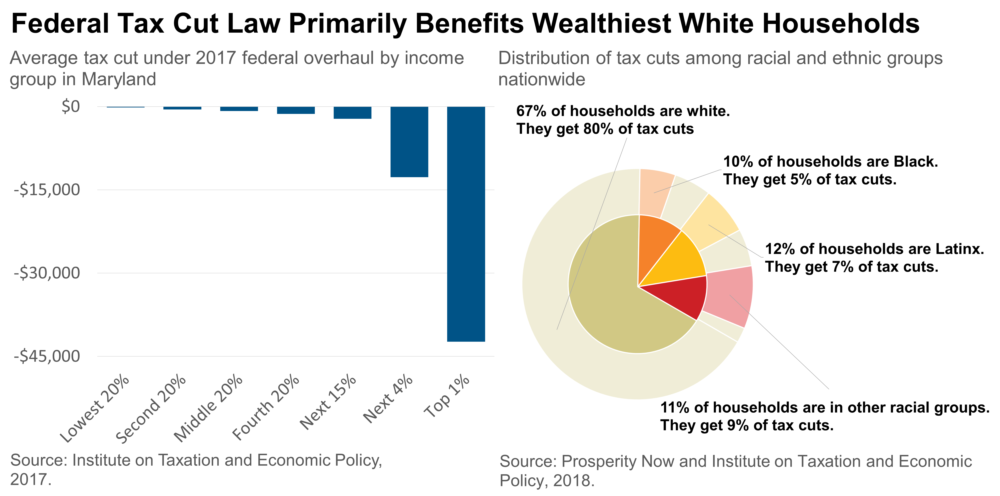 Federal Tax Cut Law Primarily Benefits Wealthiest White Households
Average tax cut under 2017 federal overhaul by income
group in Maryland
$0
-$15,000
-$30,000
-$45,000
Lowest 20%
Second 20%
Middle 20%
Fourth 20%
Next 15%
Next 4%
Top 1%
Source: Institute on Taxation and Economic Policy,
2017.
Distribution of tax cuts among racial and ethnic groups
nationwide
67% of households are white.
They get 80% of tax cuts
10% of households are Black.
They get 5% of tax cuts.
12% of households are Latinx.
They get 7% of tax cuts.
11% of households are in other racial groups.
They get 9% of tax cuts.
Source: Prosperity Now and Institute on Taxation and Economic
Policy, 2018.